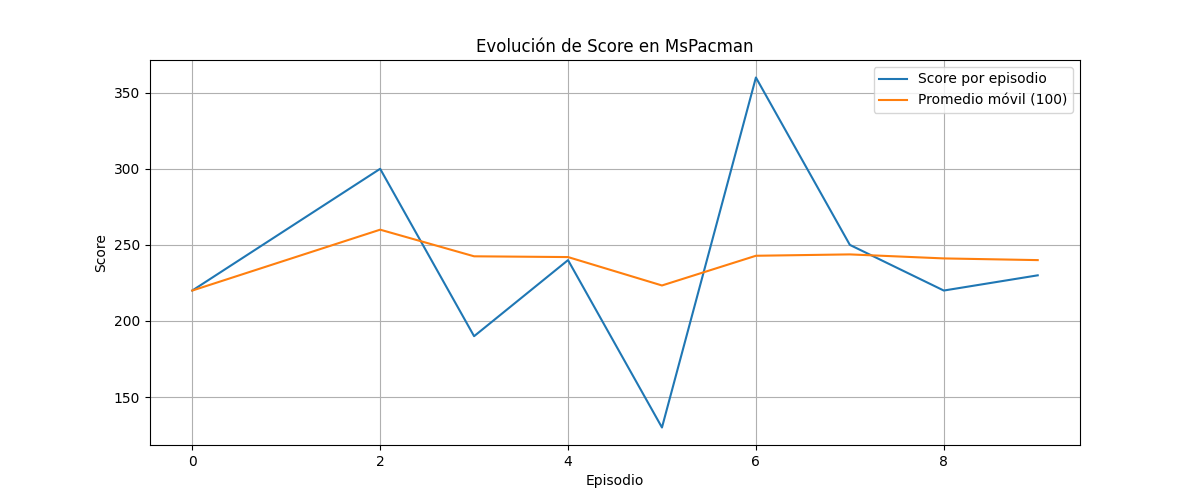 Evolución de Score en MsPacman
Score por episodio
Promedio móvil (100)
350
300
250
200
150
Score
0 2 4 6 8
Episodio